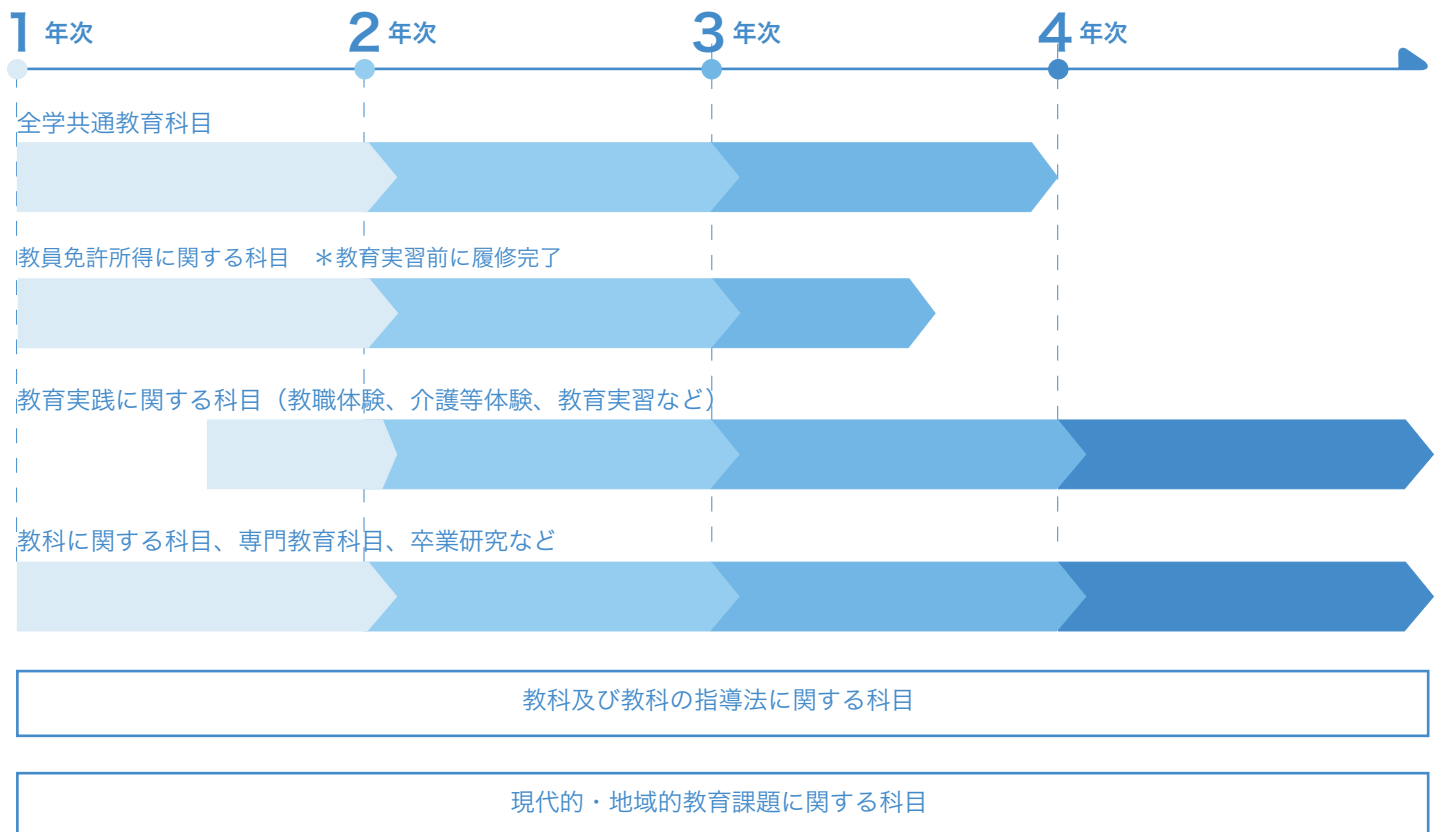 1 年次 2 年次 3 年次 4 年次
全学共通教育科目
教員免許所得に関する科目　＊教育実習前に履修完了
教育実践に関する科目（教職体験、介護等体験、教育実習など）
教科に関する科目、専門教育科目、卒業研究など
教科及び教科の指導法に関する科目
現代的・地域的教育課題に関する科目